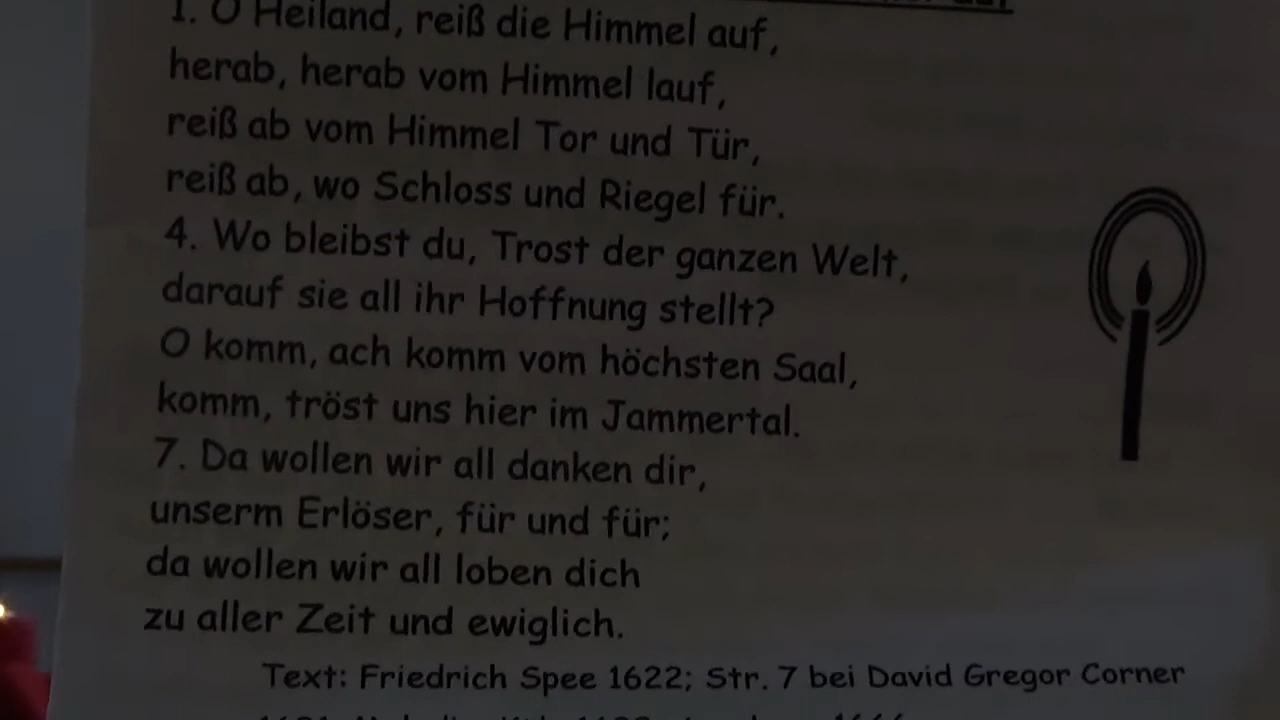 1. O Heiland, reiß die Himmel auf,
herab, herab vom Himmel lauf,
reiß ab vom Himmel Tor und Tür,
reiß ab, wo Schloss und Riegel für.
4. Wo bleibst du, Trost der ganzen Welt,
darauf sie all ihr Hoffnung stellt?
O komm, ach komm vom höchsten Saal,
komm, tröst uns hier im Jammertal.
7. Da wollen wir all danken dir,
unserm Erlöser, für und für;
da wollen wir all loben dich
zu aller Zeit und ewiglich.
Text: Friedrich Spee 1622; Str. 7 bei David Gregor Corner